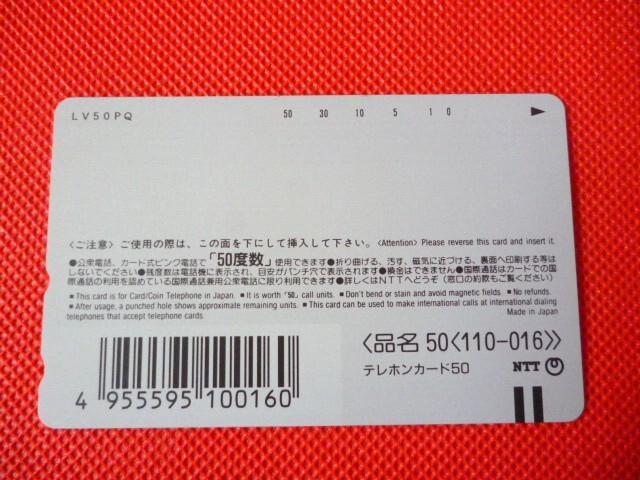 LV50PQ 50 30 10 5 1 0
〈ご注意〉ご使用の際は、この面を下にして挿入して下さい。〈Attention〉Please reverse this card and insert it.
●公衆電話、カード式ピンク電話で「50度数」使用できます●折り曲げる、汚す、磁気に近づける、裏面へ印刷する等は
しないでください●残度数は電話機に表示され、目安がパンチ穴で表示されます●換金はできません●国際通話はカードでの国
際通話の利用を認めている国際通話兼用公衆電話に限り利用できます●詳しくはNTTへどうぞ(窓口の約款もご覧ください)
■This card is for Card/Coin Telephone in Japan. ■It is worth "50" call units. ■Don't bend or stain and avoid magnetic fields. ■No refunds.
■After usage, a punched hole shows approximate remaining units. ■This card can be used to make international calls at international dialing
telephones that accept telephone cards. Made in Japan
〈品名 50〈110-016〉〉
テレホンカード50 NTT
4 955595 100160